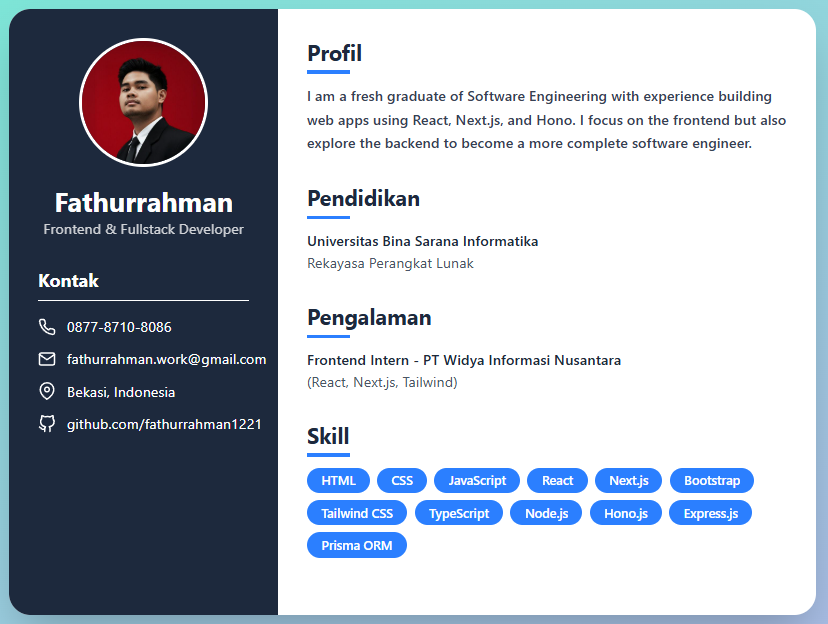 Fathurrahman
Frontend & Fullstack Developer
Kontak
0877-8710-8086
fathurrahman.work@gmail.com
Bekasi, Indonesia
github.com/fathurrahman1221
Profil
I am a fresh graduate of Software Engineering with experience building
web apps using React, Next.js, and Hono. I focus on the frontend but also
explore the backend to become a more complete software engineer.
Pendidikan
Universitas Bina Sarana Informatika
Rekayasa Perangkat Lunak
Pengalaman
Frontend Intern - PT Widya Informasi Nusantara
(React, Next.js, Tailwind)
Skill
HTML CSS JavaScript React Next.js Bootstrap
Tailwind CSS TypeScript Node.js Hono.js Express.js
Prisma ORM